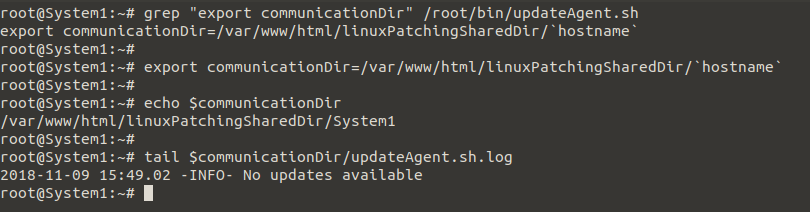 root@System1:~# grep "export communicationDir" /root/bin/updateAgent.sh
export communicationDir=/var/www/html/linuxPatchingSharedDir/`hostname`
root@System1:~#
root@System1:~# export communicationDir=/var/www/html/linuxPatchingSharedDir/`hostname`
root@System1:~#
root@System1:~# echo $communicationDir
/var/www/html/linuxPatchingSharedDir/System1
root@System1:~#
root@System1:~# tail $communicationDir/updateAgent.sh.log
2018-11-09 15:49.02 -INFO- No updates available
root@System1:~#